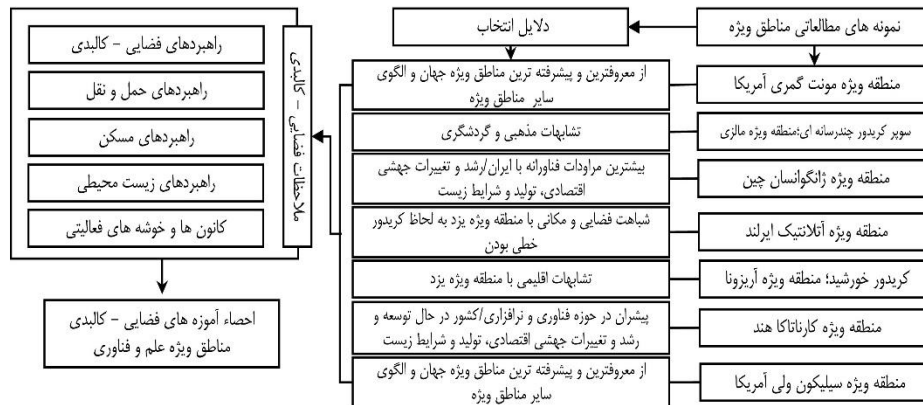 نمونه های مطالعاتی مناطق ویژه
دلایل انتخاب
منطقه ویژه مونت گمری آمریکا
از معروفترین و پیشرفته ترین مناطق ویژه جهان و الگوی
سایر مناطق ویژه
سوپر کریدور چندرسانه ای؛منطقه ویژه مالزی
تشابهات مذهبی و گردشگری
منطقه ویژه ژانگوانسان چین
بیشترین مراودات فناورانه با ایران/رشد و تغییرات جهشی
اقتصادی، تولید و شرایط زیست
منطقه ویژه آتلانتیک ایرلند
شباهت فضایی و مکانی با منطقه ویژه یزد به لحاظ کریدور
خطی بودن
کریدور خورشید؛ منطقه ویژه آریزونا
تشابهات اقلیمی با منطقه ویژه یزد
منطقه ویژه کارناتاکا هند
پیشران در حوزه فناوری و نرافزاری/کشور در حال توسعه و
رشد و تغییرات جهشی اقتصادی، تولید و شرایط زیست
منطقه ویژه سیلیکون ولی آمریکا
از معروفترین و پیشرفته ترین مناطق ویژه جهان و الگوی
سایر مناطق ویژه
ملاحظات فضایی – کالبدی
راهبردهای فضایی – کالبدی
راهبردهای حمل و نقل
راهبردهای مسکن
راهبردهای زیست محیطی
کانون ها و خوشه های فعالیتی
احصاء آموزه های فضایی – کالبدی
مناطق ویژه علم و فناوری